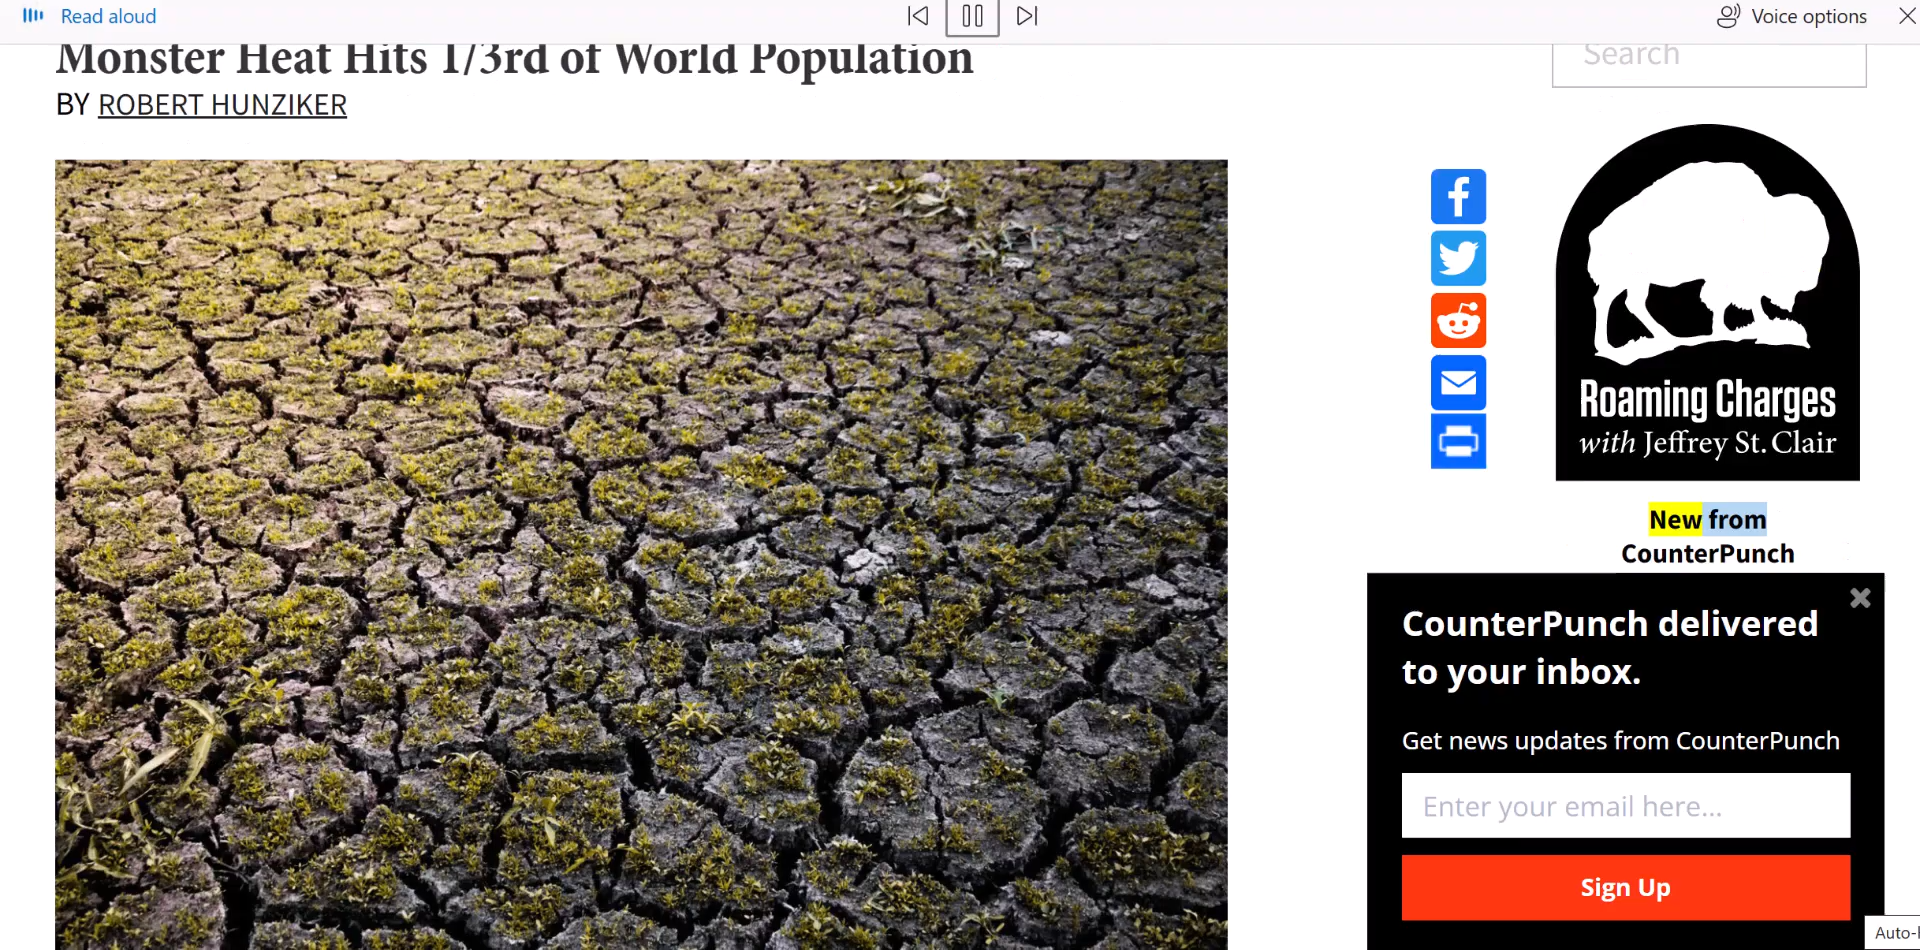 Read aloud
Voice options
Monster Heat Hits 1/3rd of World Population
BY ROBERT HUNZIKER
Search
Roaming Charges
with Jeffrey St. Clair
New from
CounterPunch
CounterPunch delivered
to your inbox.
Get news updates from CounterPunch
Enter your email here...
Sign Up